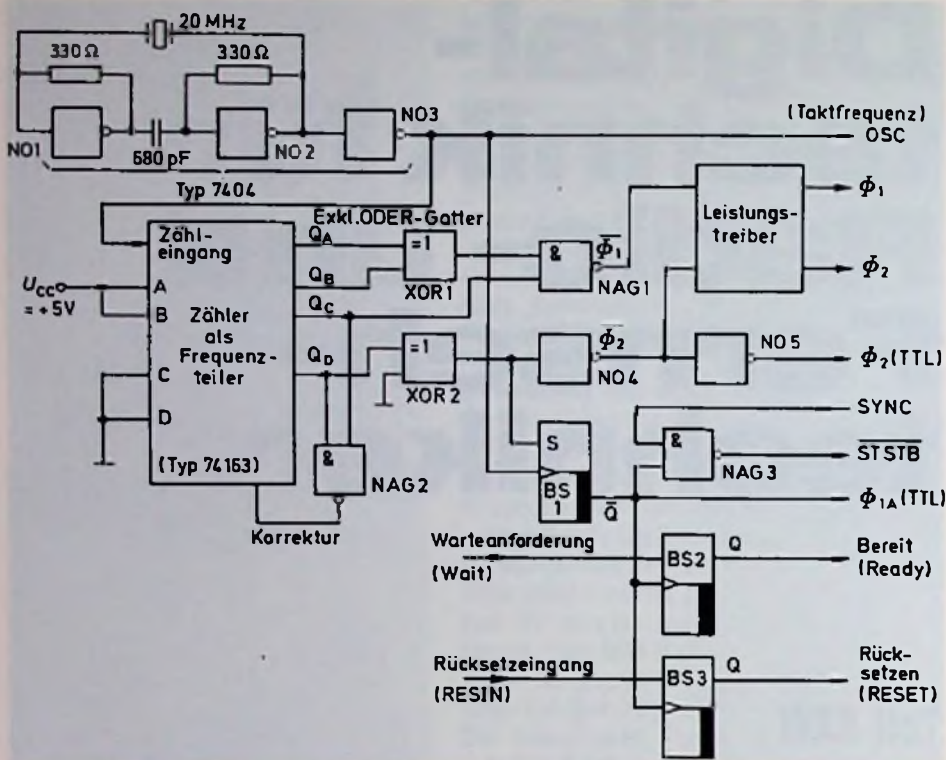 20 MHz
330 Ω
330 Ω
NO1
680 pF
NO2
NO3
Typ 7404
(Taktfrequenz)
OSC
Exkl.ODER-Gatter
Zähl-
eingang
Q_A
=1
XOR1
Q_B
Q_C
Q_D
U_CC
= +5V
A
B
C
D
Zähler
als
Frequenz-
teiler
(Typ 74163)
&
Φ̅1
NAG1
Leistungs-
treiber
Φ1
Φ2
=1
XOR2
Φ̅2
NO4
NO5
Φ2 (TTL)
&
NAG2
Korrektur
S
BS
1
Q̅
SYNC
&
NAG3
S̅T̅S̅T̅B̅
Φ1A (TTL)
Warteanforderung
(Wait)
BS2
Q
Bereit
(Ready)
Rücksetzeingang
(RESIN)
BS3
Q
Rück-
setzen
(RESET)